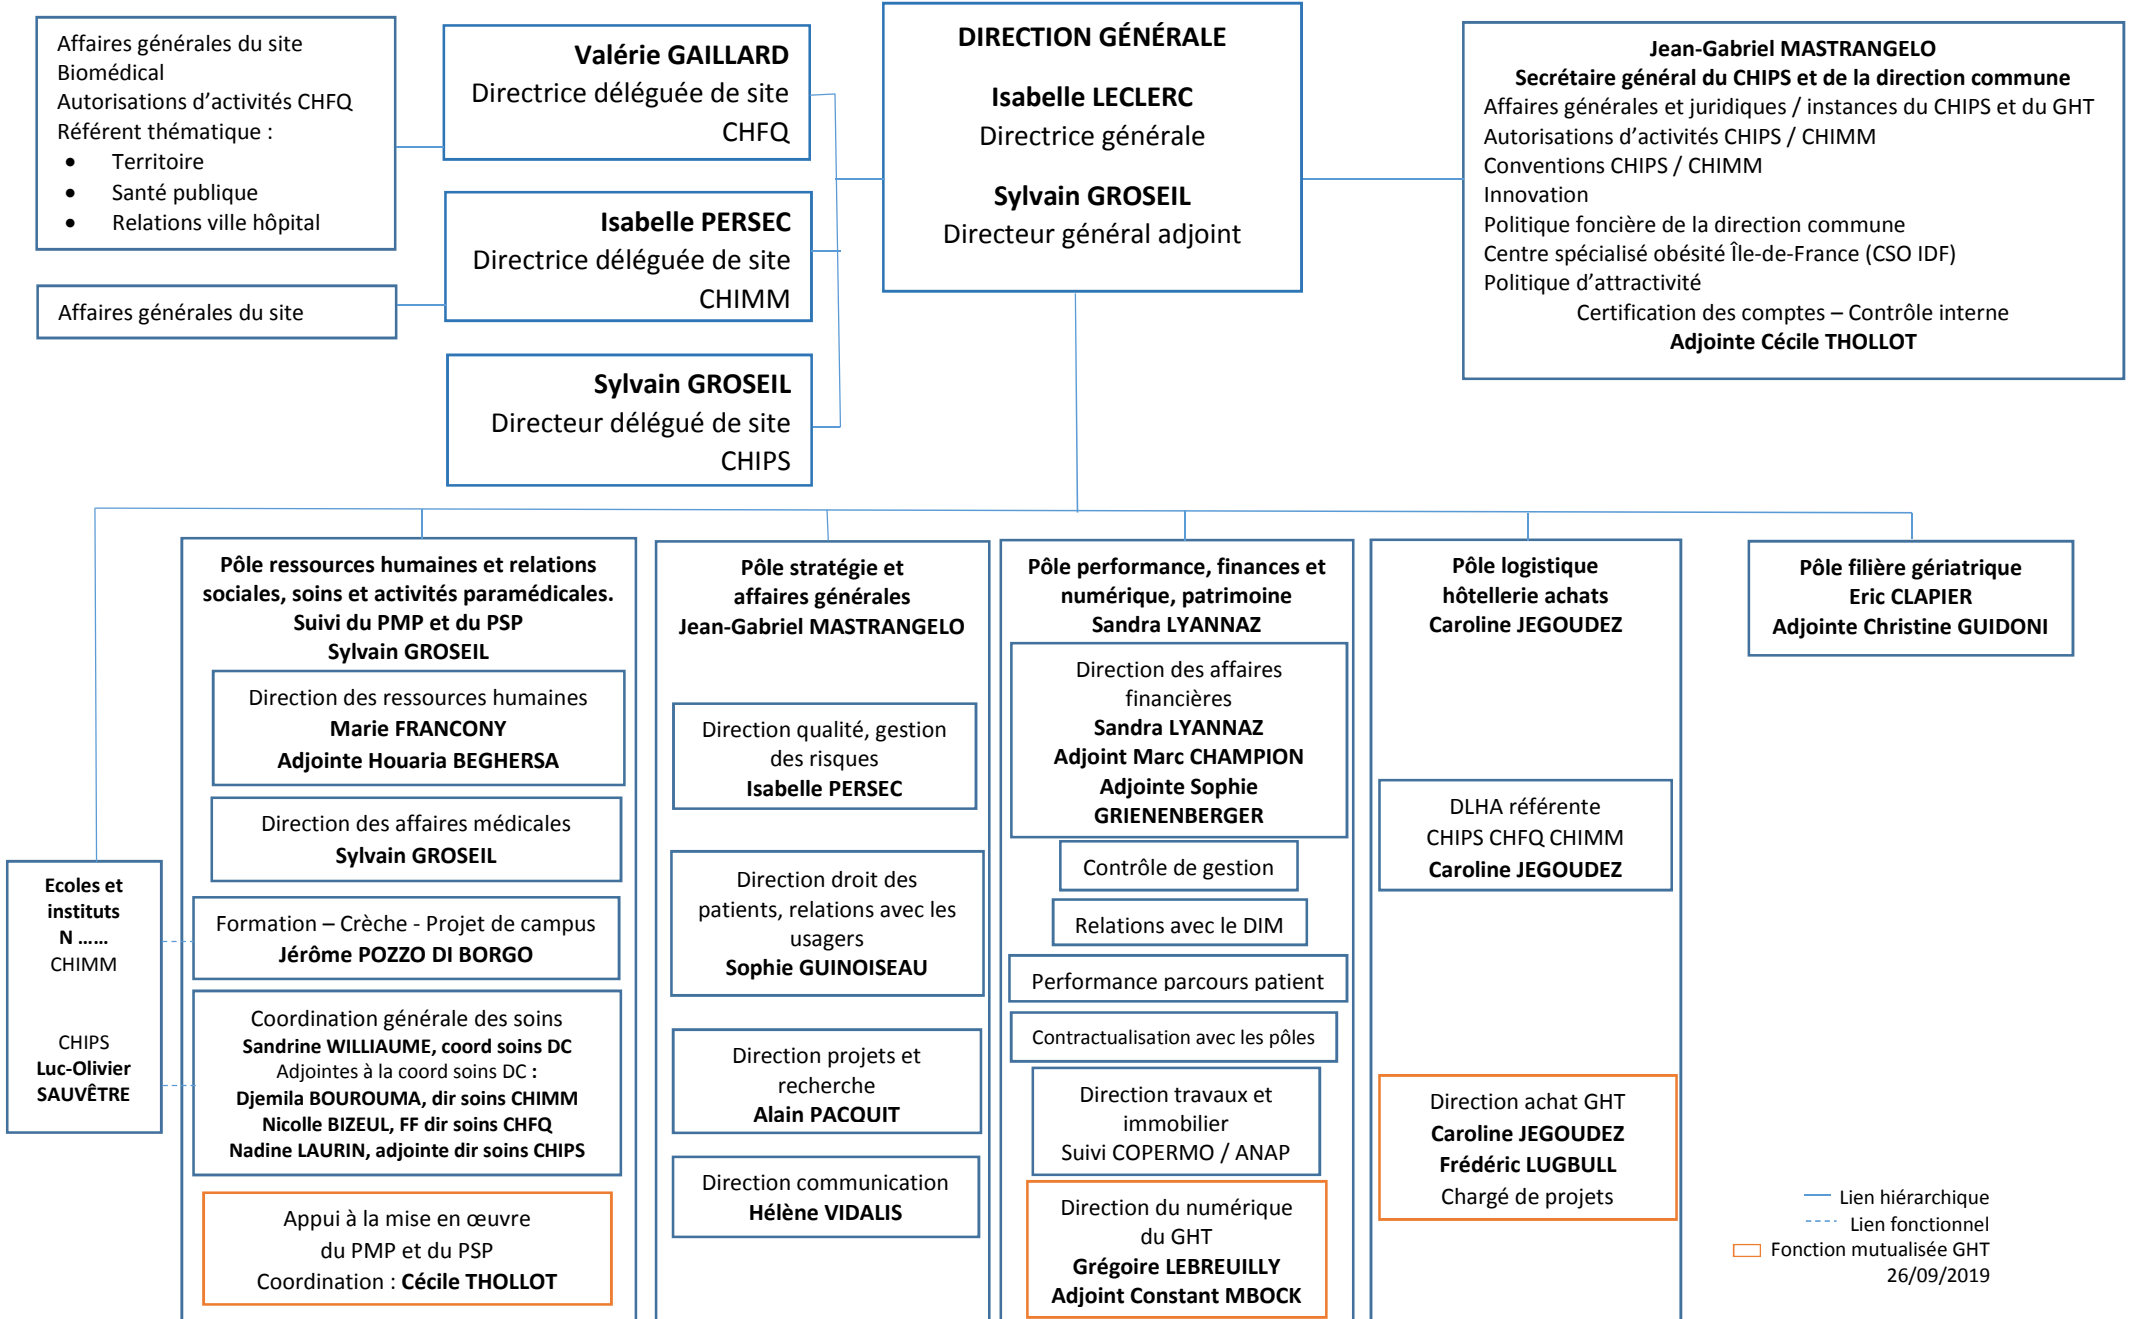 Affaires générales du site
Biomédical
Autorisations d’activités CHFQ
Référent thématique :
• Territoire
• Santé publique
• Relations ville hôpital
Affaires générales du site
Valérie GAILLARD
Directrice déléguée de site
CHFQ
Isabelle PERSEC
Directrice déléguée de site
CHIMM
Sylvain GROSEIL
Directeur délégué de site
CHIPS
DIRECTION GÉNÉRALE
Isabelle LECLERC
Directrice générale
Sylvain GROSEIL
Directeur général adjoint
Jean-Gabriel MASTRANGELO
Secrétaire général du CHIPS et de la direction commune
Affaires générales et juridiques / instances du CHIPS et du GHT
Autorisations d’activités CHIPS / CHIMM
Conventions CHIPS / CHIMM
Innovation
Politique foncière de la direction commune
Centre spécialisé obésité Île-de-France (CSO IDF)
Politique d’attractivité
Certification des comptes – Contrôle interne
Adjointe Cécile THOLLOT
Ecoles et
instituts
N ……
CHIMM
CHIPS
Luc-Olivier
SAUVÊTRE
Pôle ressources humaines et relations
sociales, soins et activités paramédicales.
Suivi du PMP et du PSP
Sylvain GROSEIL
Direction des ressources humaines
Marie FRANCONY
Adjointe Houaria BEGHERSA
Direction des affaires médicales
Sylvain GROSEIL
Formation – Crèche - Projet de campus
Jérôme POZZO DI BORGO
Coordination générale des soins
Sandrine WILLIAUME, coord soins DC
Adjointes à la coord soins DC :
Djemila BOUROUMA, dir soins CHIMM
Nicolle BIZEUL, FF dir soins CHFQ
Nadine LAURIN, adjointe dir soins CHIPS
Appui à la mise en œuvre
du PMP et du PSP
Coordination : Cécile THOLLOT
Pôle stratégie et
affaires générales
Jean-Gabriel MASTRANGELO
Direction qualité, gestion
des risques
Isabelle PERSEC
Direction droit des
patients, relations avec les
usagers
Sophie GUINOISEAU
Direction projets et
recherche
Alain PACQUIT
Direction communication
Hélène VIDALIS
Pôle performance, finances et
numérique, patrimoine
Sandra LYANNAZ
Direction des affaires
financières
Sandra LYANNAZ
Adjoint Marc CHAMPION
Adjointe Sophie
GRIENENBERGER
Contrôle de gestion
Relations avec le DIM
Performance parcours patient
Contractualisation avec les pôles
Direction travaux et
immobilier
Suivi COPERMO / ANAP
Direction du numérique
du GHT
Grégoire LEBREUILLY
Adjoint Constant MBOCK
Pôle logistique
hôtellerie achats
Caroline JEGOUDEZ
DLHA référente
CHIPS CHFQ CHIMM
Caroline JEGOUDEZ
Direction achat GHT
Caroline JEGOUDEZ
Frédéric LUGBULL
Chargé de projets
Pôle filière gériatrique
Eric CLAPIER
Adjointe Christine GUIDONI
Lien hiérarchique
Lien fonctionnel
Fonction mutualisée GHT
26/09/2019